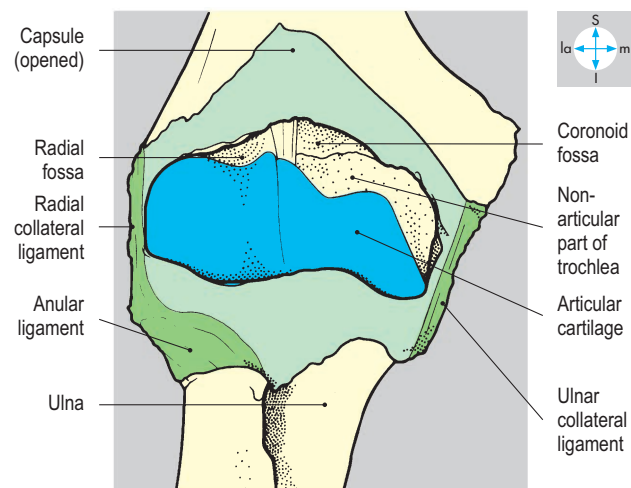 Capsule
(opened)
Radial
fossa
Radial
collateral
ligament
Anular
ligament
Ulna
S
la
m
I
Coronoid
fossa
Non-
articular
part of
trochlea
Articular
cartilage
Ulnar
collateral
ligament